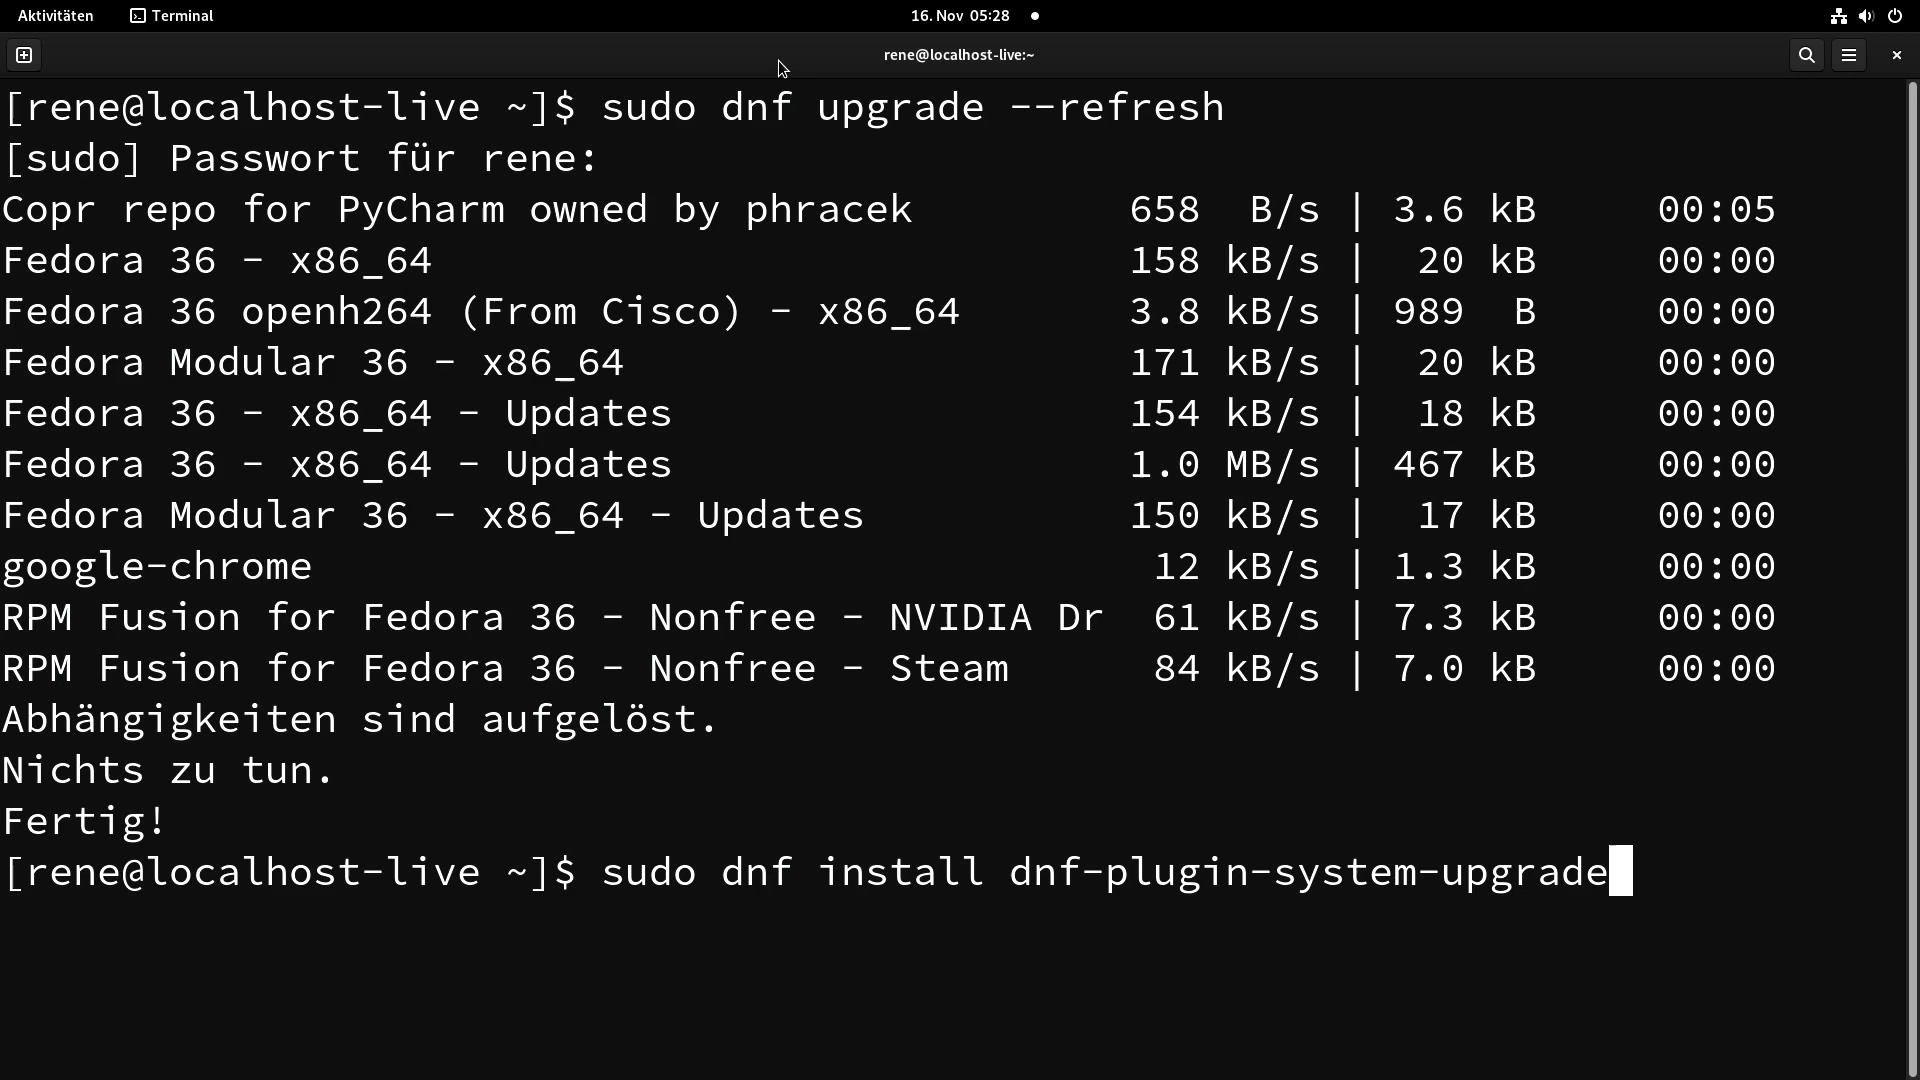 Aktivitäten Terminal 16. Nov 05:28
rene@localhost-live:~
[rene@localhost-live ~]$ sudo dnf upgrade --refresh
[sudo] Passwort für rene:
Copr repo for PyCharm owned by phracek 658 B/s | 3.6 kB 00:05
Fedora 36 - x86_64 158 kB/s | 20 kB 00:00
Fedora 36 openh264 (From Cisco) - x86_64 3.8 kB/s | 989 B 00:00
Fedora Modular 36 - x86_64 171 kB/s | 20 kB 00:00
Fedora 36 - x86_64 - Updates 154 kB/s | 18 kB 00:00
Fedora 36 - x86_64 - Updates 1.0 MB/s | 467 kB 00:00
Fedora Modular 36 - x86_64 - Updates 150 kB/s | 17 kB 00:00
google-chrome 12 kB/s | 1.3 kB 00:00
RPM Fusion for Fedora 36 - Nonfree - NVIDIA Dr 61 kB/s | 7.3 kB 00:00
RPM Fusion for Fedora 36 - Nonfree - Steam 84 kB/s | 7.0 kB 00:00
Abhängigkeiten sind aufgelöst.
Nichts zu tun.
Fertig!
[rene@localhost-live ~]$ sudo dnf install dnf-plugin-system-upgrade